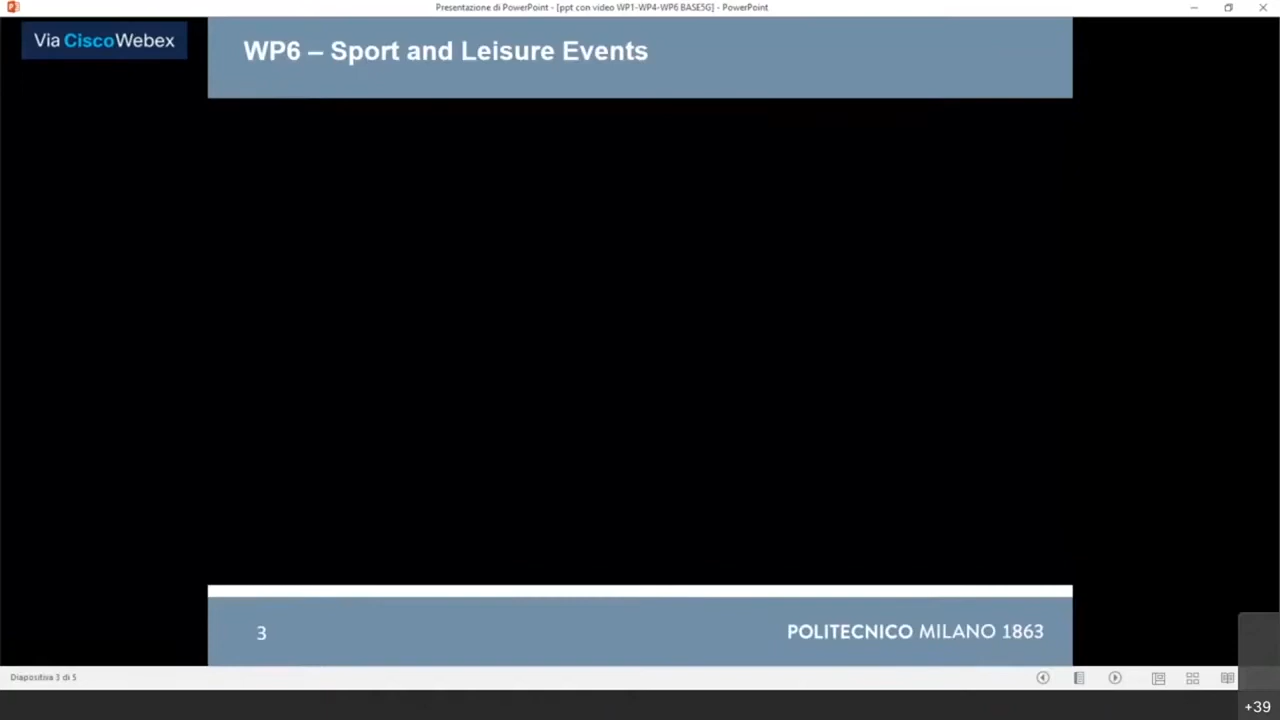 Presentazione di PowerPoint - [ppt con video WP1-WP4-WP6 BASE5G] - PowerPoint
Via CiscoWebex
WP6 – Sport and Leisure Events
3
POLITECNICO MILANO 1863
Diapositiva 3 di 5
+39